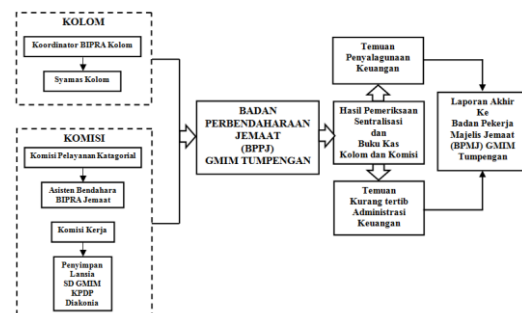 KOLOM
Koordinator BIPRA Kolom
Syamas Kolom
KOMISI
Komisi Pelayanan Katagorial
Asisten Bendahara
BIPRA Jemaat
Komisi Kerja
Penyimpan
Lansia
SD GMIM
KPDP
Diakonia
BADAN
PERBENDAHARAAN
JEMAAT
(BPPJ)
GMIM TUMPENGAN
Temuan
Penyalagunaan
Keuangan
Hasil Pemeriksaan
Sentralisasi
dan
Buku Kas
Kolom dan Komisi
Temuan
Kurang tertib
Administrasi
Keuangan
Laporan Akhir
Ke
Badan Pekerja
Majelis Jemaat
(BPMJ) GMIM
Tumpengan